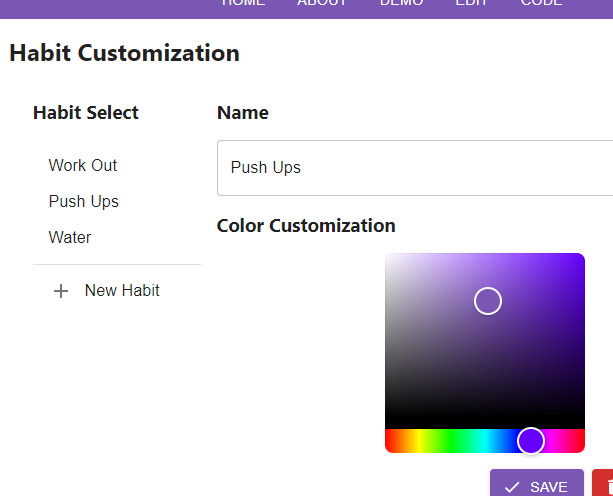 HOME ABOUT DEMO EDIT CODE
Habit Customization
Habit Select
Name
Work Out
Push Ups
Push Ups
Water
Color Customization
New Habit
SAVE